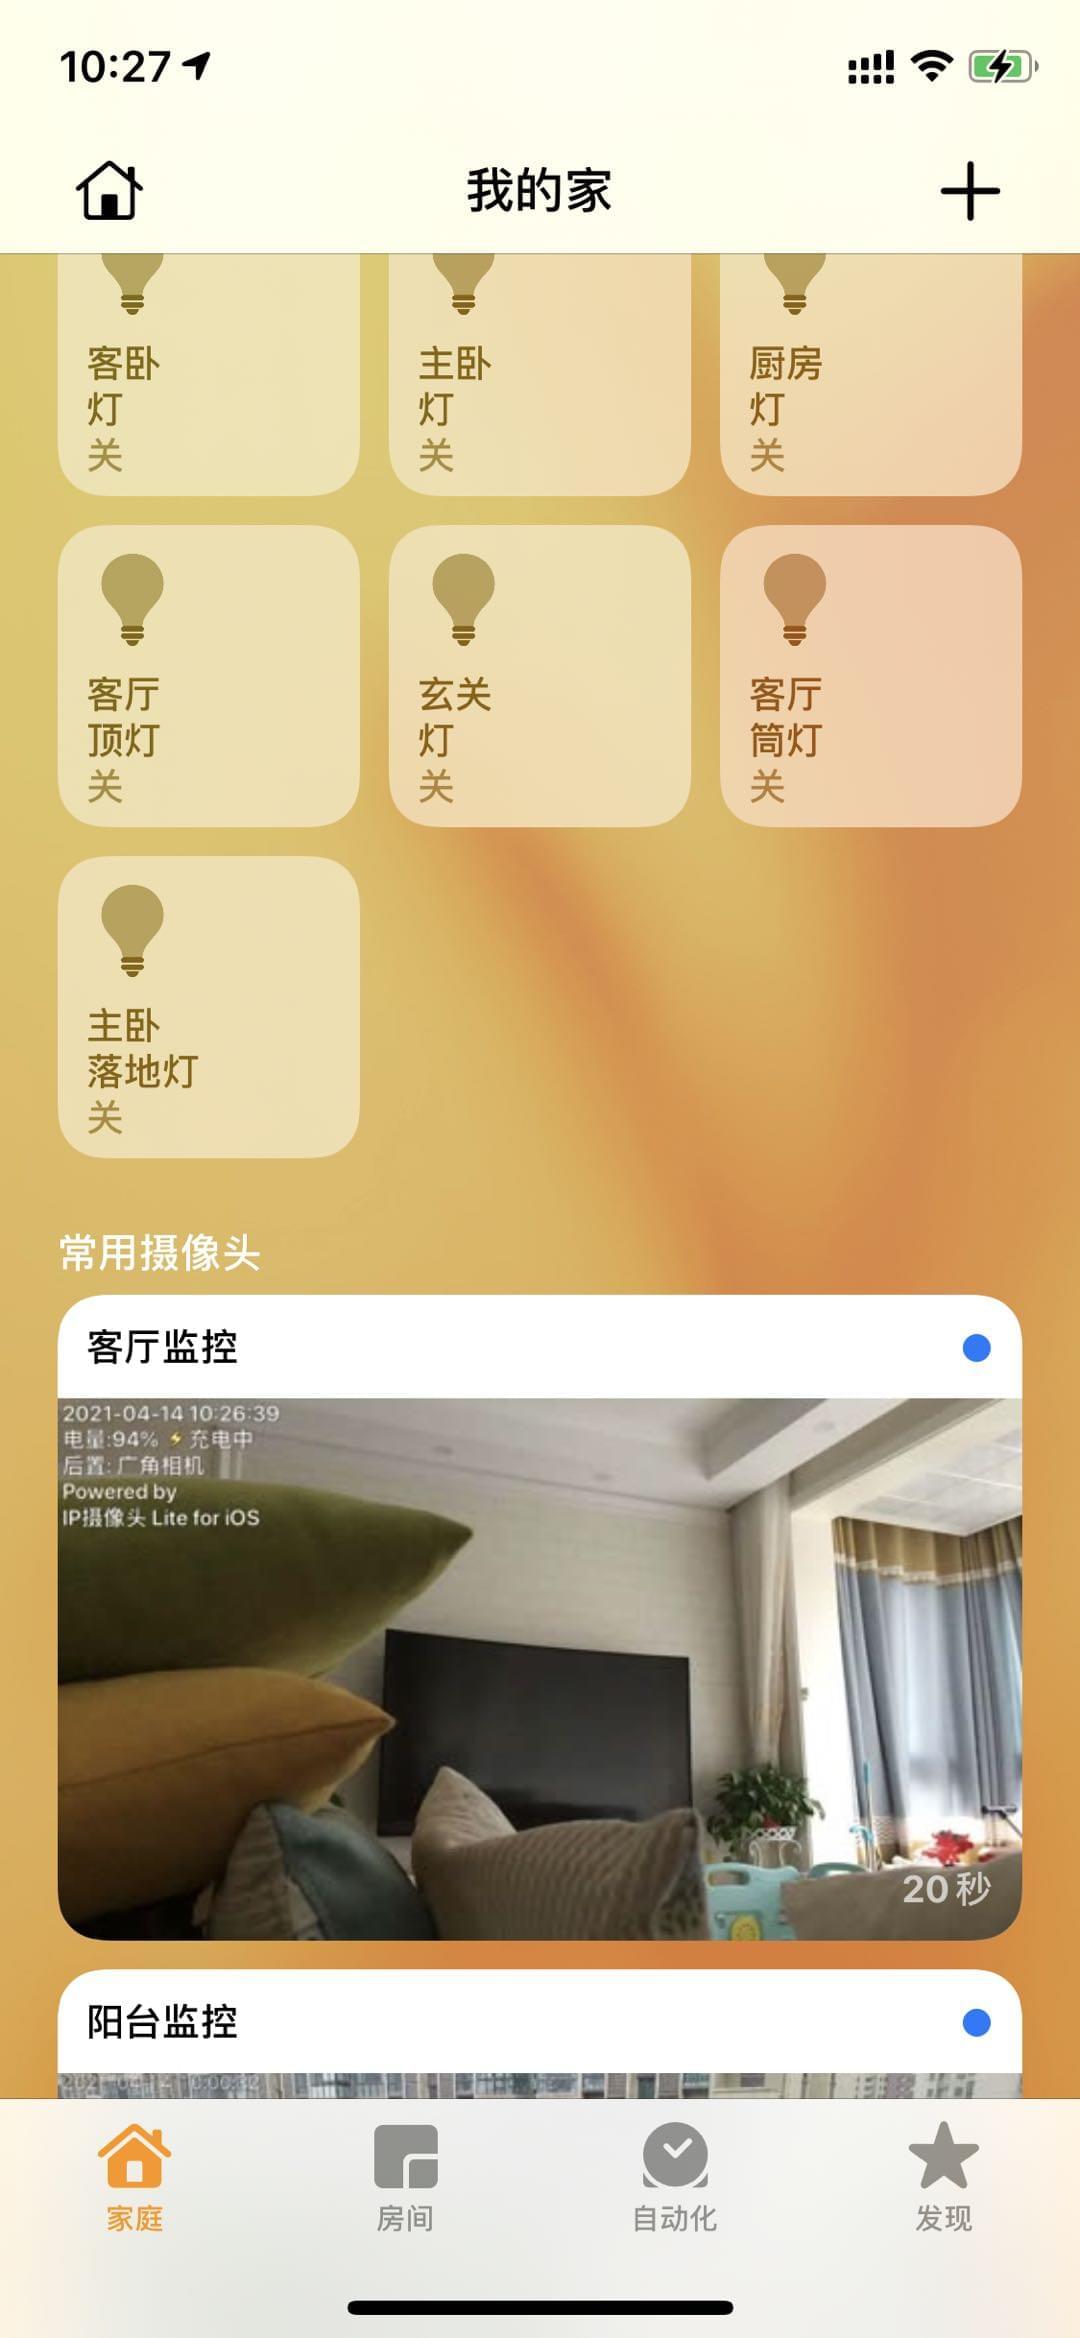 10:27
我的家
客卧
灯
关
主卧
灯
关
厨房
灯
关
客厅
顶灯
关
玄关
灯
关
客厅
筒灯
关
主卧
落地灯
关
常用摄像头
客厅监控
2021-04-14 10:26:39
电量:94% ⚡充电中
后置: 广角相机
Powered by
IP摄像头 Lite for iOS
20 秒
阳台监控
家庭
房间
自动化
发现